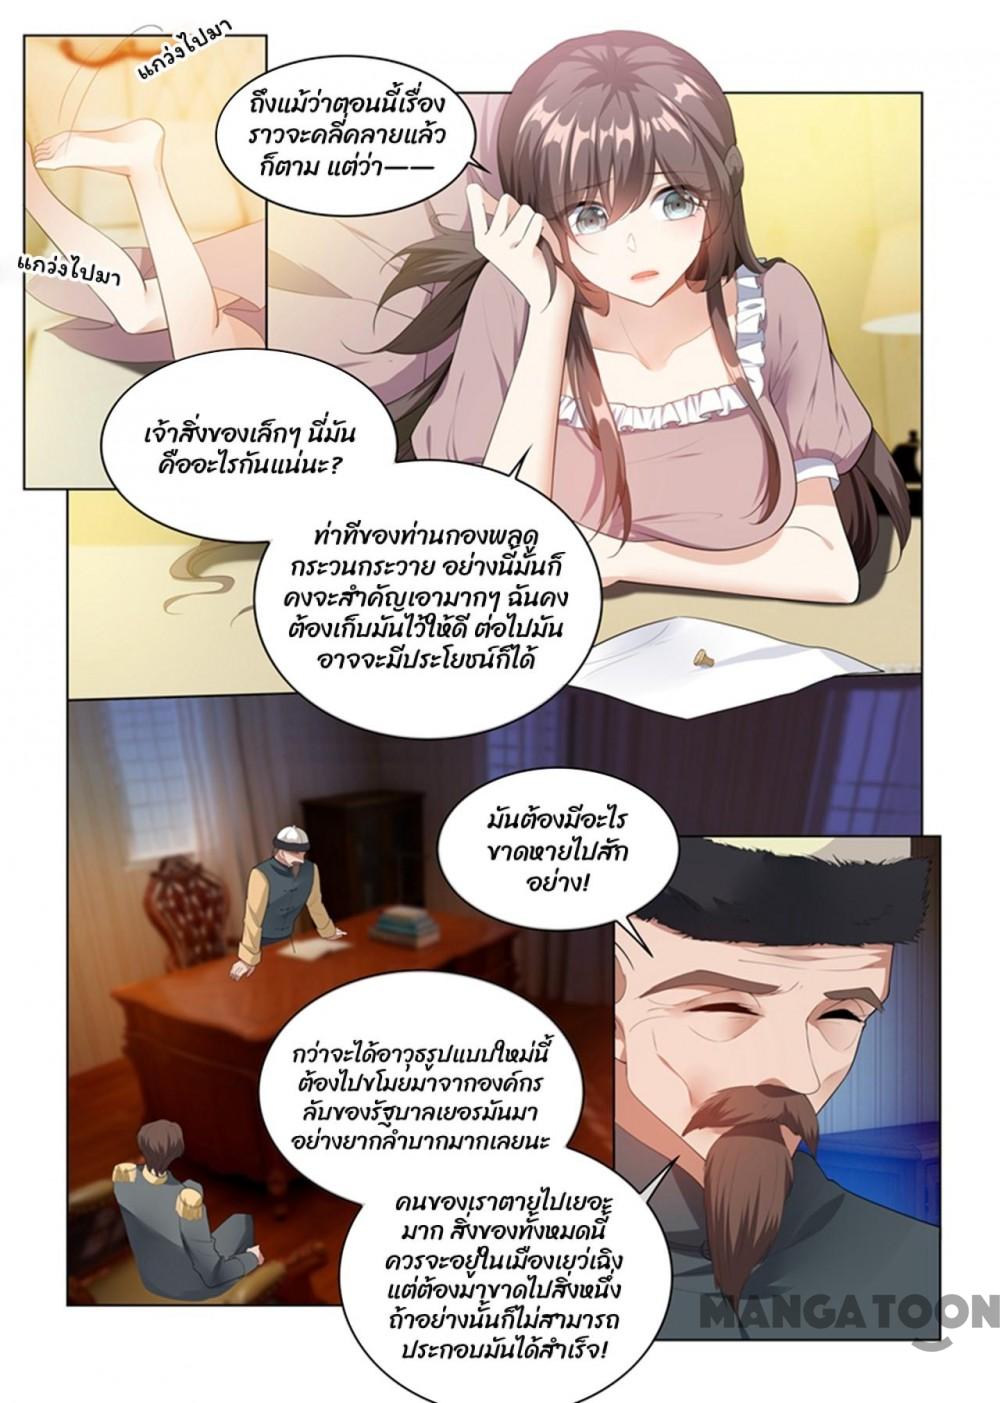 แกว่งไปมา
แกว่งไปมา
ถึงแม้ว่าตอนนี้เรื่อง
ราวจะคลี่คลายแล้ว
ก็ตาม แต่ว่า——
เจ้าสิ่งของเล็กๆ นี่มัน
คืออะไรกันแน่นะ?
ท่าทีของท่านกองพลดู
กระวนกระวาย อย่างนี้มันก็
คงจะสำคัญเอามากๆ ฉันคง
ต้องเก็บมันไว้ให้ดี ต่อไปมัน
อาจจะมีประโยชน์ก็ได้
มันต้องมีอะไร
ขาดหายไปสัก
อย่าง!
กว่าจะได้อาวุธรูปแบบใหม่นี้
ต้องไปขโมยมาจากองค์กร
ลับของรัฐบาลเยอรมันมา
อย่างยากลำบากมากเลยนะ
คนของเราตายไปเยอะ
มาก สิ่งของทั้งหมดนี้
ควรจะอยู่ในเมืองเยว่เฉิง
แต่ต้องมาขาดไปสิ่งหนึ่ง
ถ้าอย่างนั้นก็ไม่สามารถ
ประกอบมันได้สำเร็จ!
MANGATOON